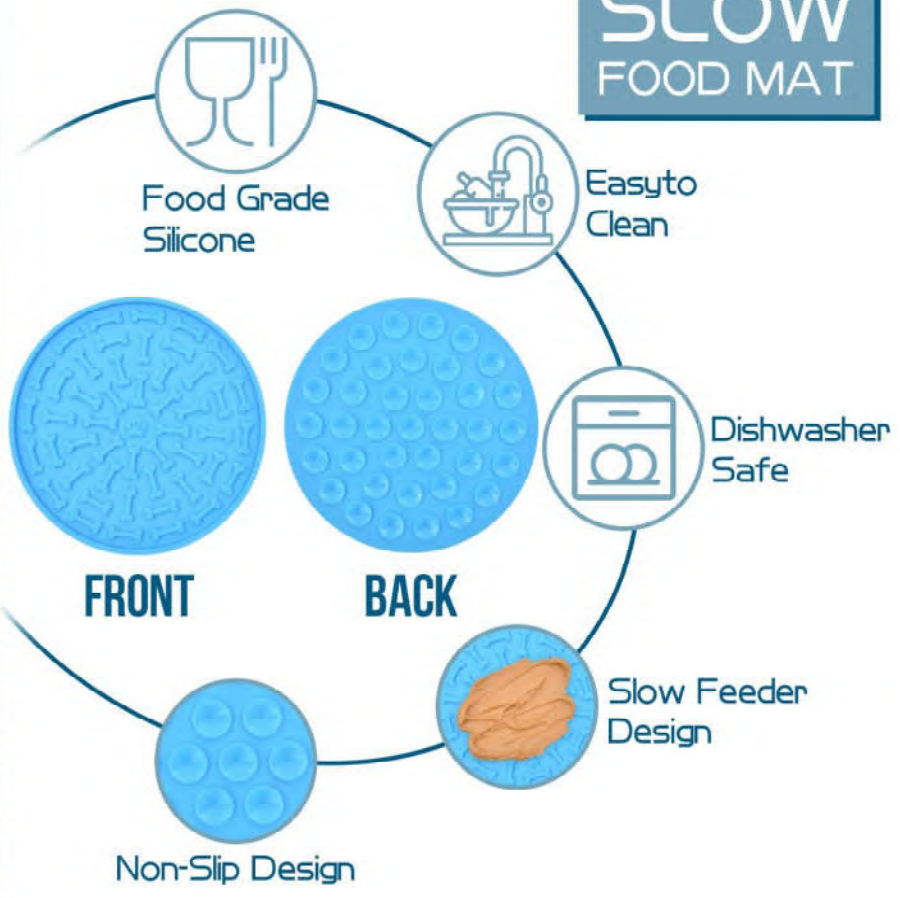 SLOW
FOOD MAT
Food Grade
Silicone
Easyto
Clean
Dishwasher
Safe
FRONT
BACK
Slow Feeder
Design
Non-Slip Design